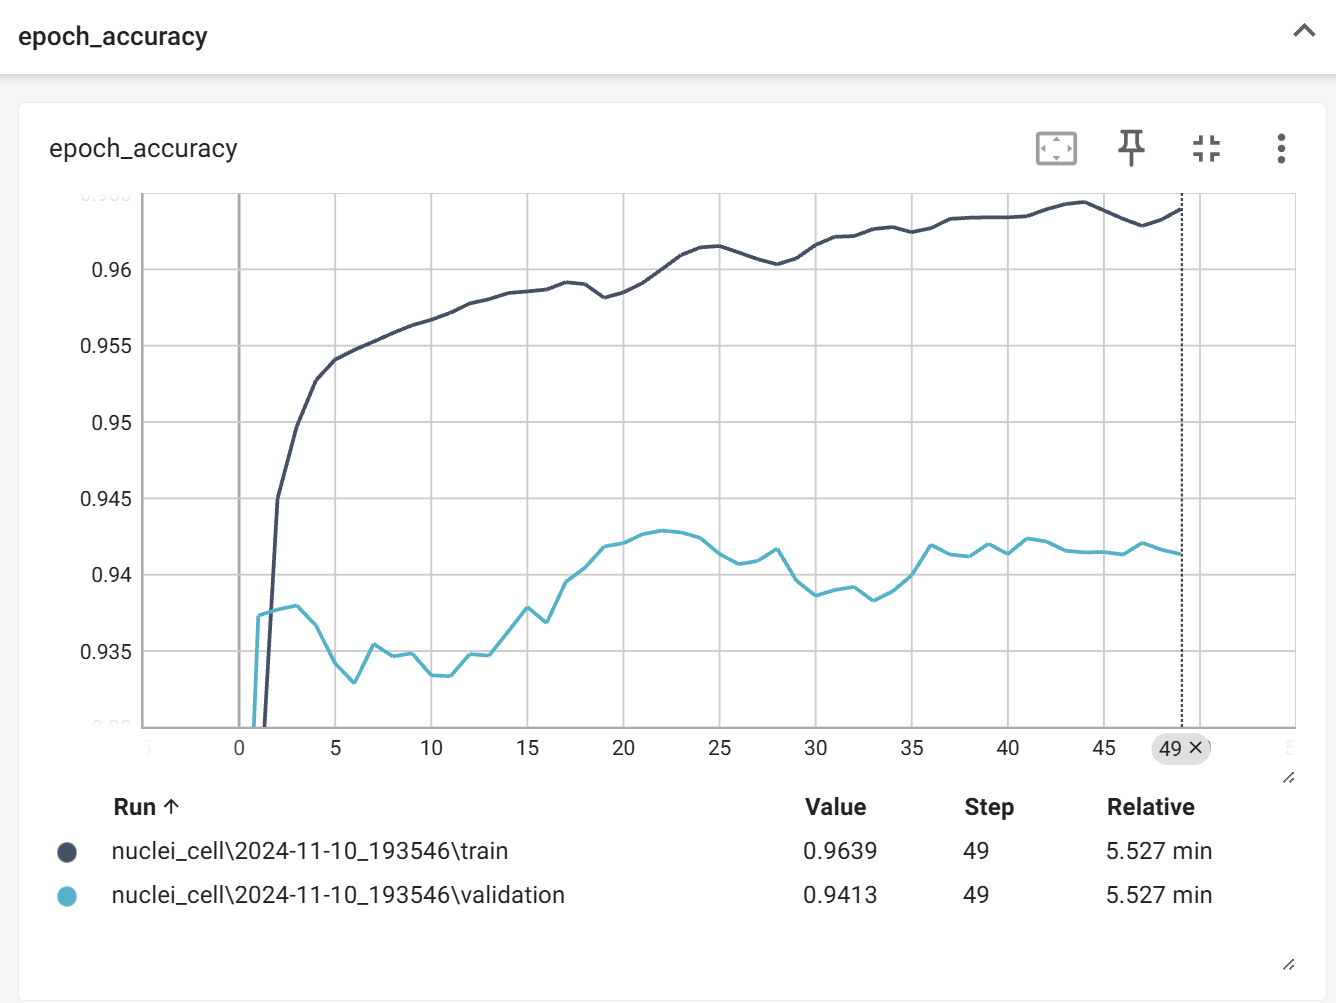 epoch_accuracy
epoch_accuracy
0.96
0.955
0.95
0.945
0.94
0.935
0 5 10 15 20 25 30 35 40 45 49 ×
Run ↑ Value Step Relative
nuclei_cell\2024-11-10_193546\train 0.9639 49 5.527 min
nuclei_cell\2024-11-10_193546\validation 0.9413 49 5.527 min